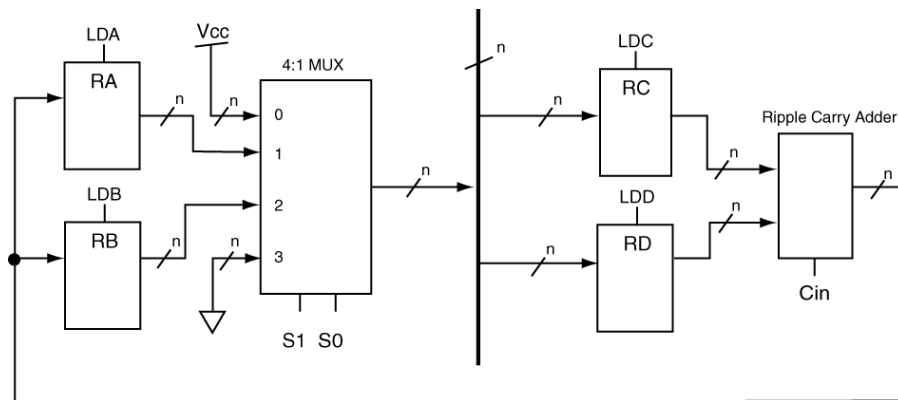 LDA
RA
n
LDB
RB
n
Vcc
n
4:1 MUX
0
1
2
3
n
S1 S0
n
n
LDC
RC
n
n
LDD
RD
n
n
Ripple Carry Adder
n
Cin